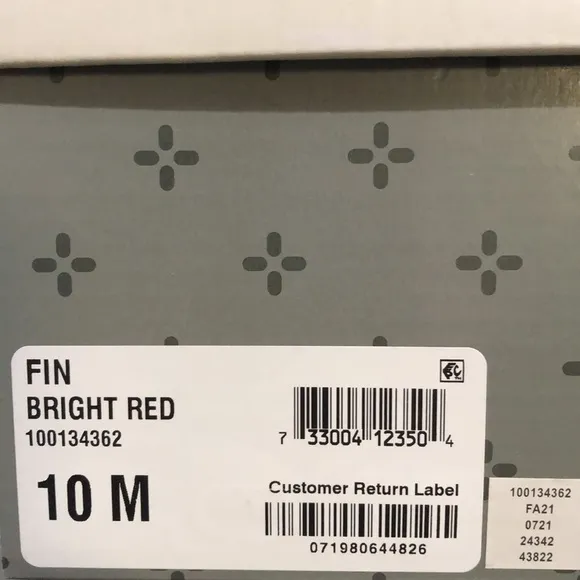 FIN
BRIGHT RED
100134362
10 M
7 33004 12350 4
Customer Return Label
071980644826
100134362
FA21
0721
24342
43822